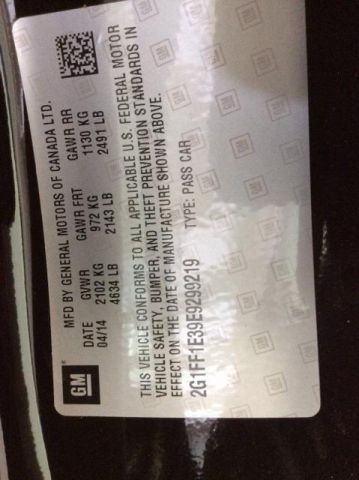 GM
MFD BY GENERAL MOTORS OF CANADA LTD.
DATE GVWR GAWR FRT GAWR RR
04/14 2102 KG 972 KG 1130 KG
4634 LB 2143 LB 2491 LB
THIS VEHICLE CONFORMS TO ALL APPLICABLE U.S. FEDERAL MOTOR
VEHICLE SAFETY, BUMPER, AND THEFT PREVENTION STANDARDS IN
EFFECT ON THE DATE OF MANUFACTURE SHOWN ABOVE.
2G1FF1E39E9299219 TYPE: PASS CAR